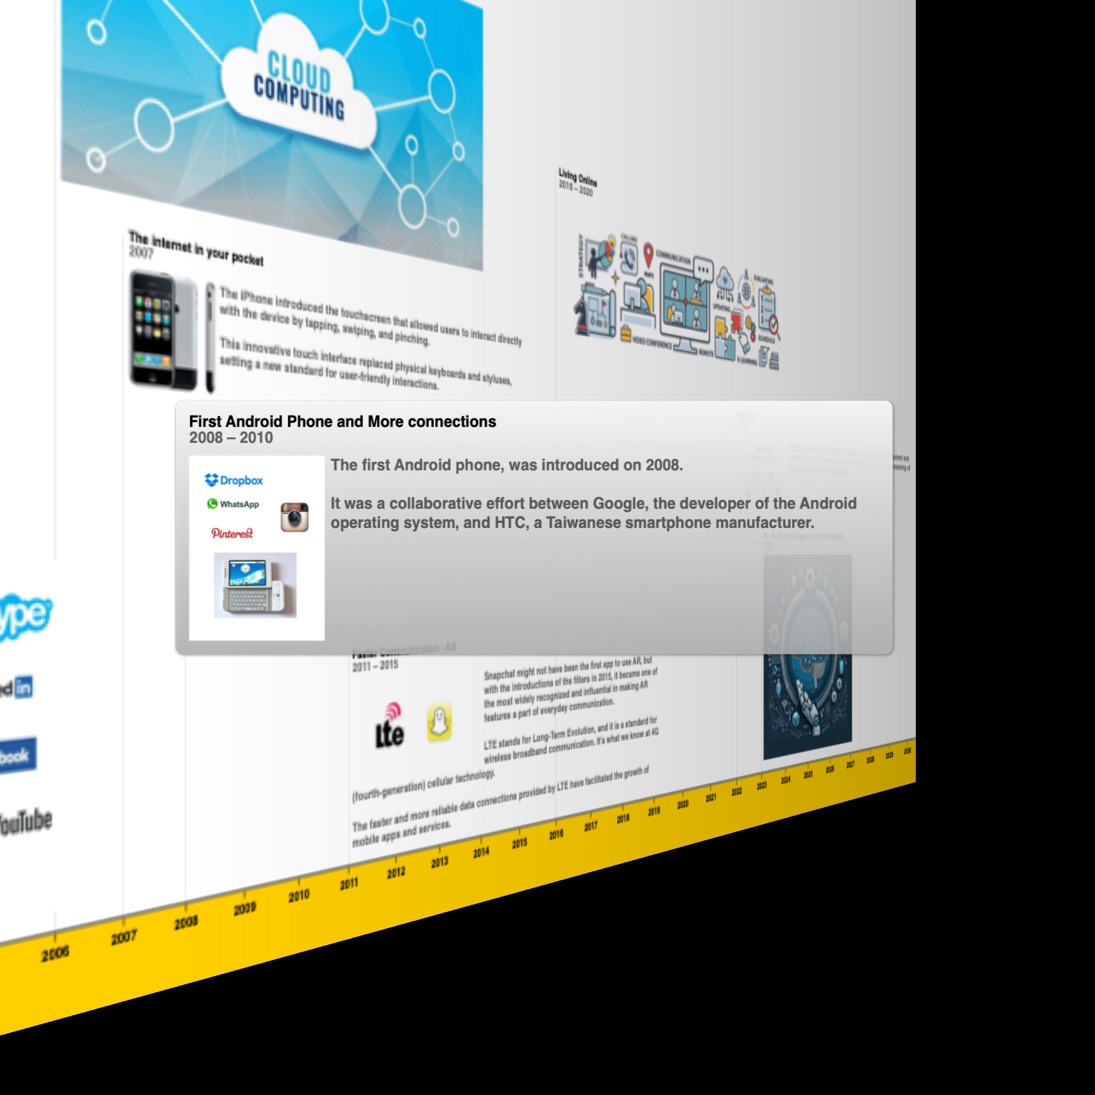 CLOUD
COMPUTING
Living Online
2016 – 2020
STRATEGY
CALLING
MAPS
COMMUNICATION
UPDATING
EVALUATING
SCHEDULE
VIDEO CONFERENCE
REMOTE
E-LEARNING
The internet in your pocket
2007
The iPhone introduced the touchscreen that allowed users to interact directly
with the device by tapping, swiping, and pinching.
This innovative touch interface replaced physical keyboards and styluses,
setting a new standard for user-friendly interactions.
First Android Phone and More connections
2008 – 2010
Dropbox
WhatsApp
Pinterest
The first Android phone, was introduced on 2008.
It was a collaborative effort between Google, the developer of the Android
operating system, and HTC, a Taiwanese smartphone manufacturer.
ype
ed in
book
YouTube
Faster Communication - AR
2011 – 2015
Lte
Snapchat might not have been the first app to use AR, but
with the introductions of the filters in 2015, it became one of
the most widely recognized and influential in making AR
features a part of everyday communication.
LTE stands for Long-Term Evolution, and it is a standard for
wireless broadband communication. It's what we know at 4G
(fourth-generation) cellular technology.
The faster and more reliable data connections provided by LTE have facilitated the growth of
mobile apps and services.
2006 2007 2008 2009 2010 2011 2012 2013 2014 2015 2016 2017 2018 2019 2020 2021 2022 2023 2024 2025 2026 2027 2028 2029 2030